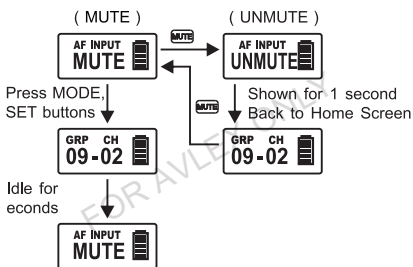 ( MUTE )
( UNMUTE )
MUTE
AF INPUT
MUTE
AF INPUT
UNMUTE
Press MODE,
SET buttons
MUTE
Shown for 1 second
Back to Home Screen
GRP CH
09-02
GRP CH
09-02
Idle for
econds
AF INPUT
MUTE
FOR AVLEX ONLY